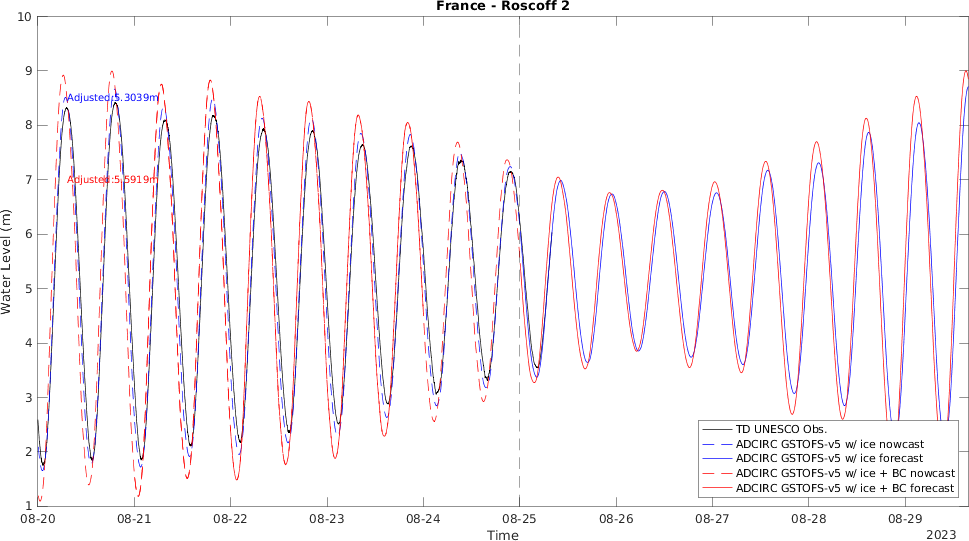 France - Roscoff 2
10
9
8
7
6
5
4
3
2
1
Water Level (m)
Adjusted:5.3039m
Adjusted:5.5919m
TD UNESCO Obs.
ADCIRC GSTOFS-v5 w/ ice nowcast
ADCIRC GSTOFS-v5 w/ ice forecast
ADCIRC GSTOFS-v5 w/ ice + BC nowcast
ADCIRC GSTOFS-v5 w/ ice + BC forecast
08-20 08-21 08-22 08-23 08-24 08-25 08-26 08-27 08-28 08-29
Time
2023